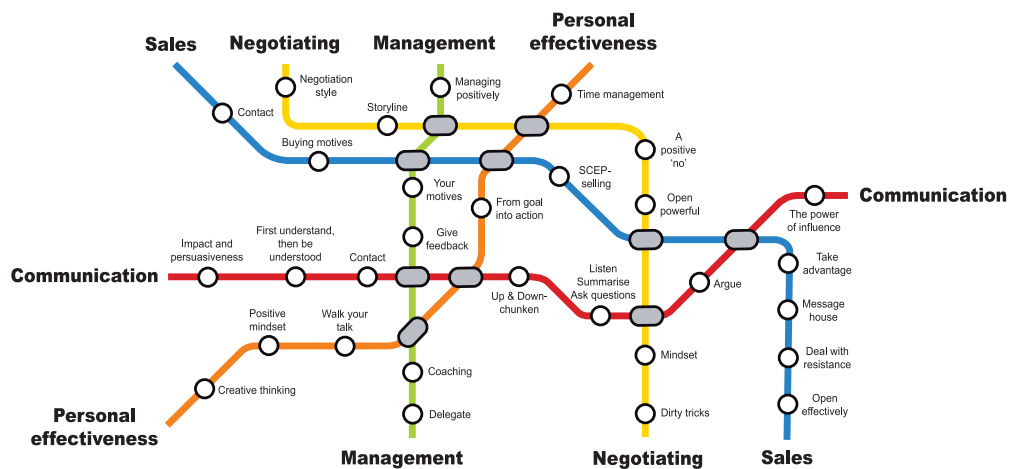 Personal
effectiveness
Sales
Negotiating
Management
Negotiation
style
Managing
positively
Time management
Storyline
Contact
Buying motives
A
positive
'no'
SCEP-
selling
Your
motives
From goal
into action
Open
powerful
Communication
The power
of influence
Give
feedback
First understand,
then be
understood
Impact and
persuasiveness
Contact
Communication
Listen
Summarise
Ask questions
Up & Down-
chunken
Argue
Take
advantage
Message
house
Positive
mindset
Walk your
talk
Mindset
Deal with
resistance
Creative thinking
Coaching
Personal
effectiveness
Delegate
Dirty tricks
Open
effectively
Management
Negotiating
Sales